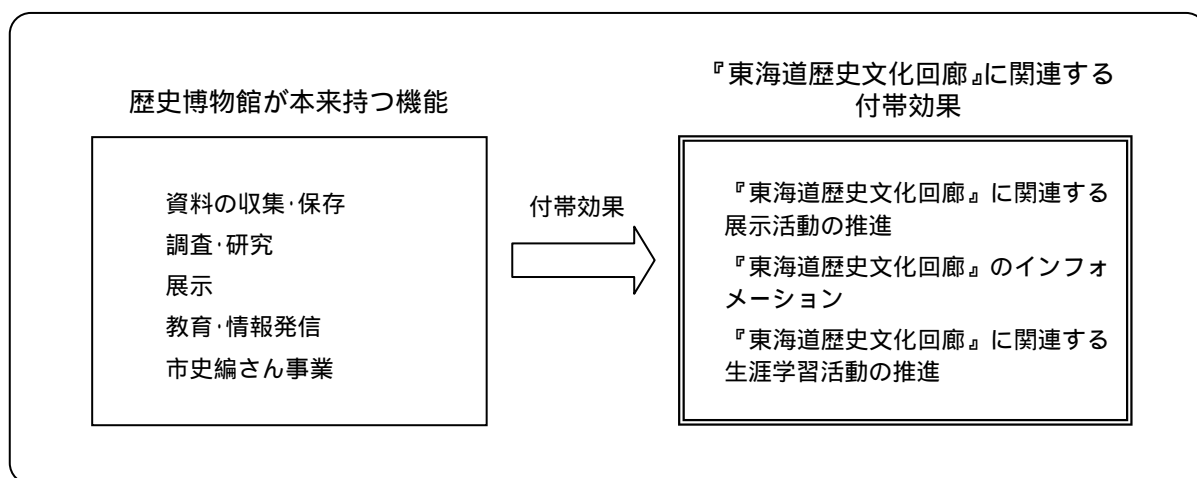 歴史博物館が本来持つ機能
資料の収集･保存
調査･研究
展示
教育･情報発信
市史編さん事業
付帯効果
『東海道歴史文化回廊』に関連する
付帯効果
『東海道歴史文化回廊』に関連する
展示活動の推進
『東海道歴史文化回廊』のインフォ
メーション
『東海道歴史文化回廊』に関連する
生涯学習活動の推進